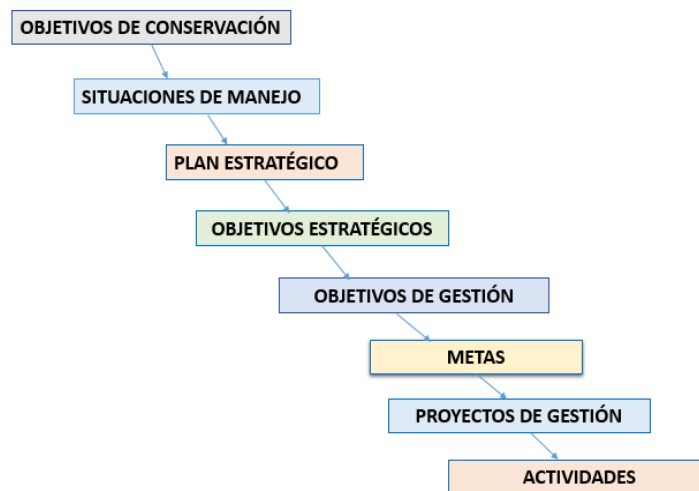 OBJETIVOS DE CONSERVACIÓN
SITUACIONES DE MANEJO
PLAN ESTRATÉGICO
OBJETIVOS ESTRATÉGICOS
OBJETIVOS DE GESTIÓN
METAS
PROYECTOS DE GESTIÓN
ACTIVIDADES